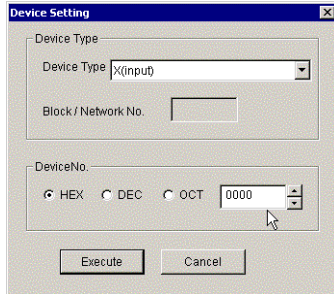 Device Setting
Device Type
Device Type X(input)
Block / Network No.
DeviceNo.
HEX DEC OCT 0000
Execute Cancel